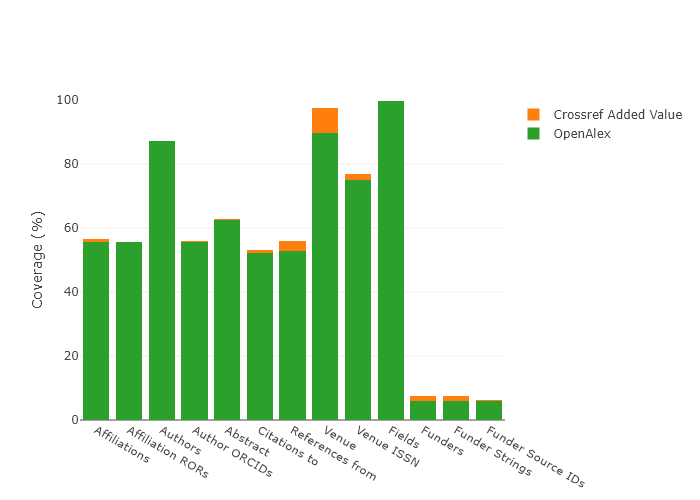 Crossref Added Value
OpenAlex
Coverage (%)
100
80
60
40
20
0
Affiliations
Affiliation RORs
Authors
Author ORCIDs
Abstract
Citations to
References from
Venue
Venue ISSN
Fields
Funders
Funder Strings
Funder Source IDs